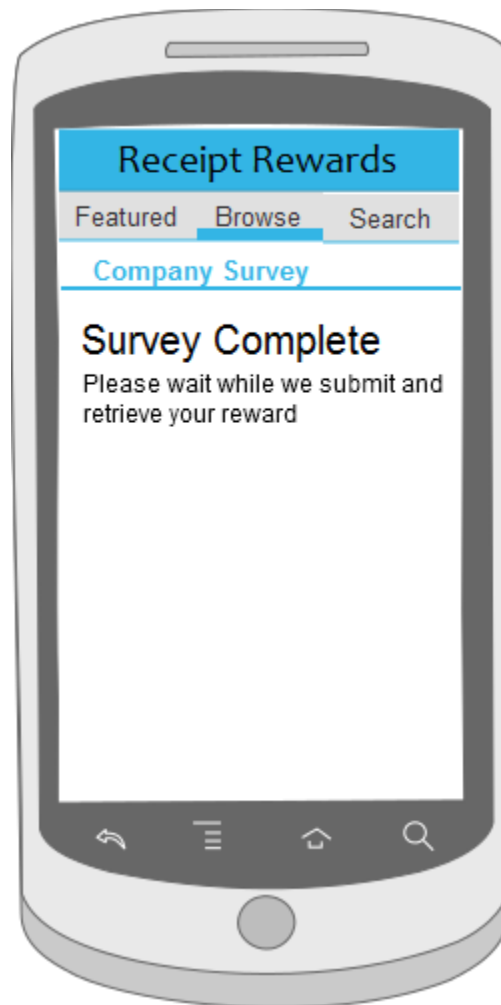 Receipt Rewards
Featured Browse Search
Company Survey
Survey Complete
Please wait while we submit and
retrieve your reward